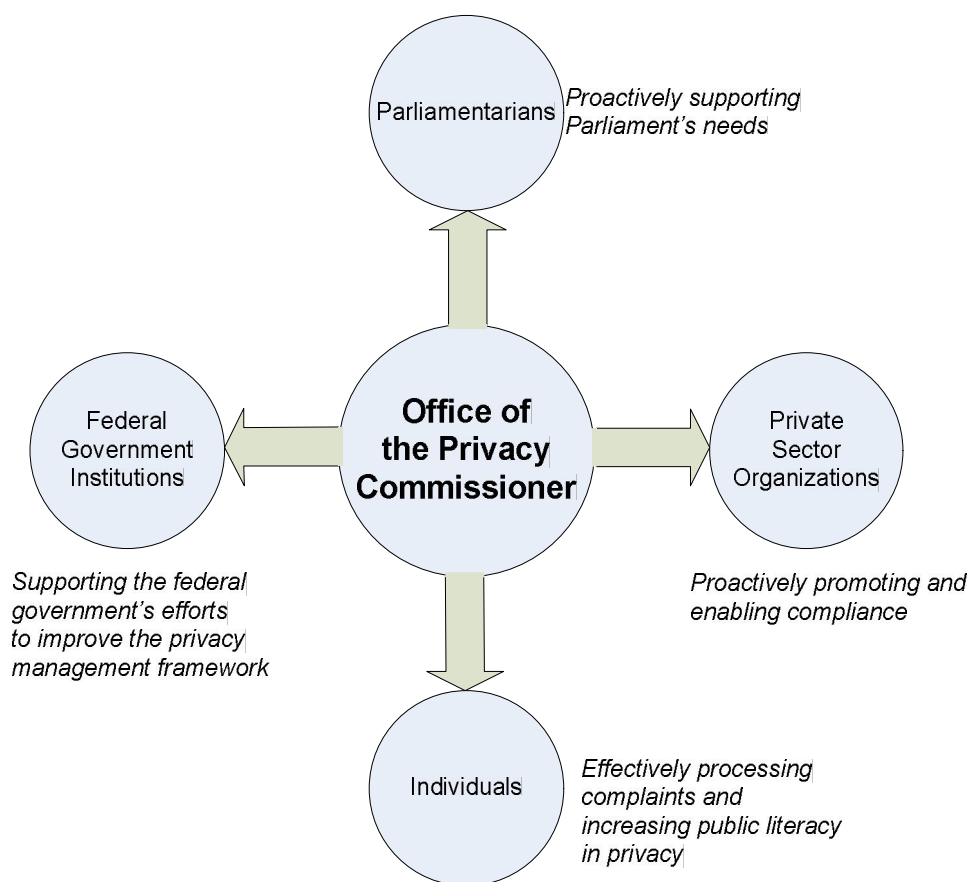 Parliamentarians
Proactively supporting
Parliament's needs
Office of
the Privacy
Commissioner
Federal
Government
Institutions
Private
Sector
Organizations
Supporting the federal
government's efforts
to improve the privacy
management framework
Proactively promoting and
enabling compliance
Individuals
Effectively processing
complaints and
increasing public literacy
in privacy